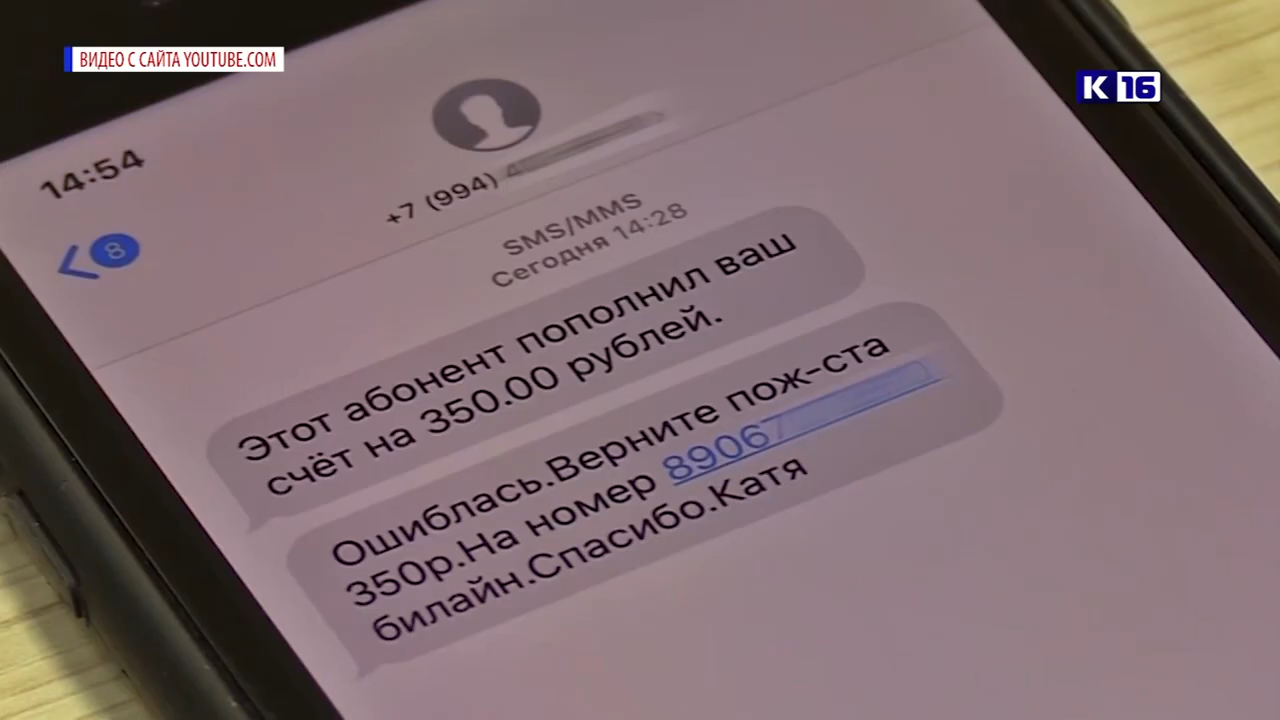 ВИДЕО С САЙТА YOUTUBE.COM
К 16
14:54
8
+7 (994) 4
SMS/MMS
Сегодня 14:28
Этот абонент пополнил ваш
счёт на 350.00 рублей.
Ошиблась.Верните пож-ста
350р.На номер 89067
билайн.Спасибо.Катя